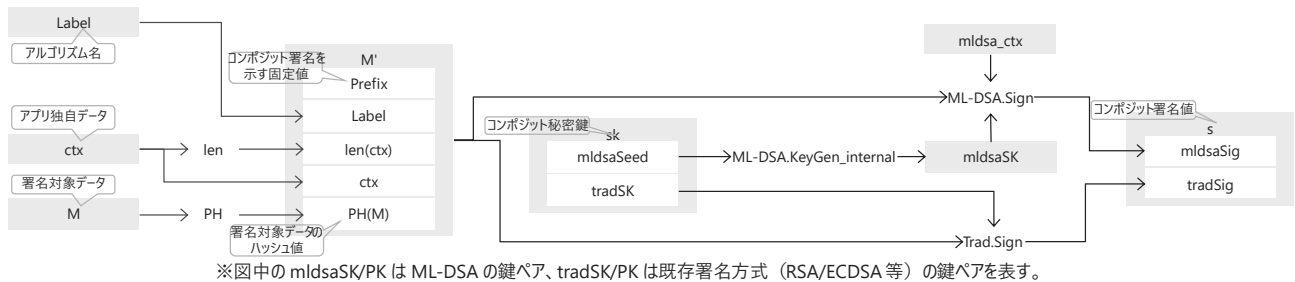 Label
アルゴリズム名
アプリ独自データ
ctx
署名対象データ
M
len
PH
コンポジット署名を
示す固定値
M'
Prefix
Label
len(ctx)
ctx
PH(M)
署名対象データの
ハッシュ値
コンポジット秘密鍵
sk
mldsaSeed
tradSK
ML-DSA.KeyGen_internal
mldsa_ctx
ML-DSA.Sign
mldsaSK
Trad.Sign
コンポジット署名値
s
mldsaSig
tradSig
※図中の mldsaSK/PK は ML-DSA の鍵ペア、tradSK/PK は既存署名方式（RSA/ECDSA 等）の鍵ペアを表す。